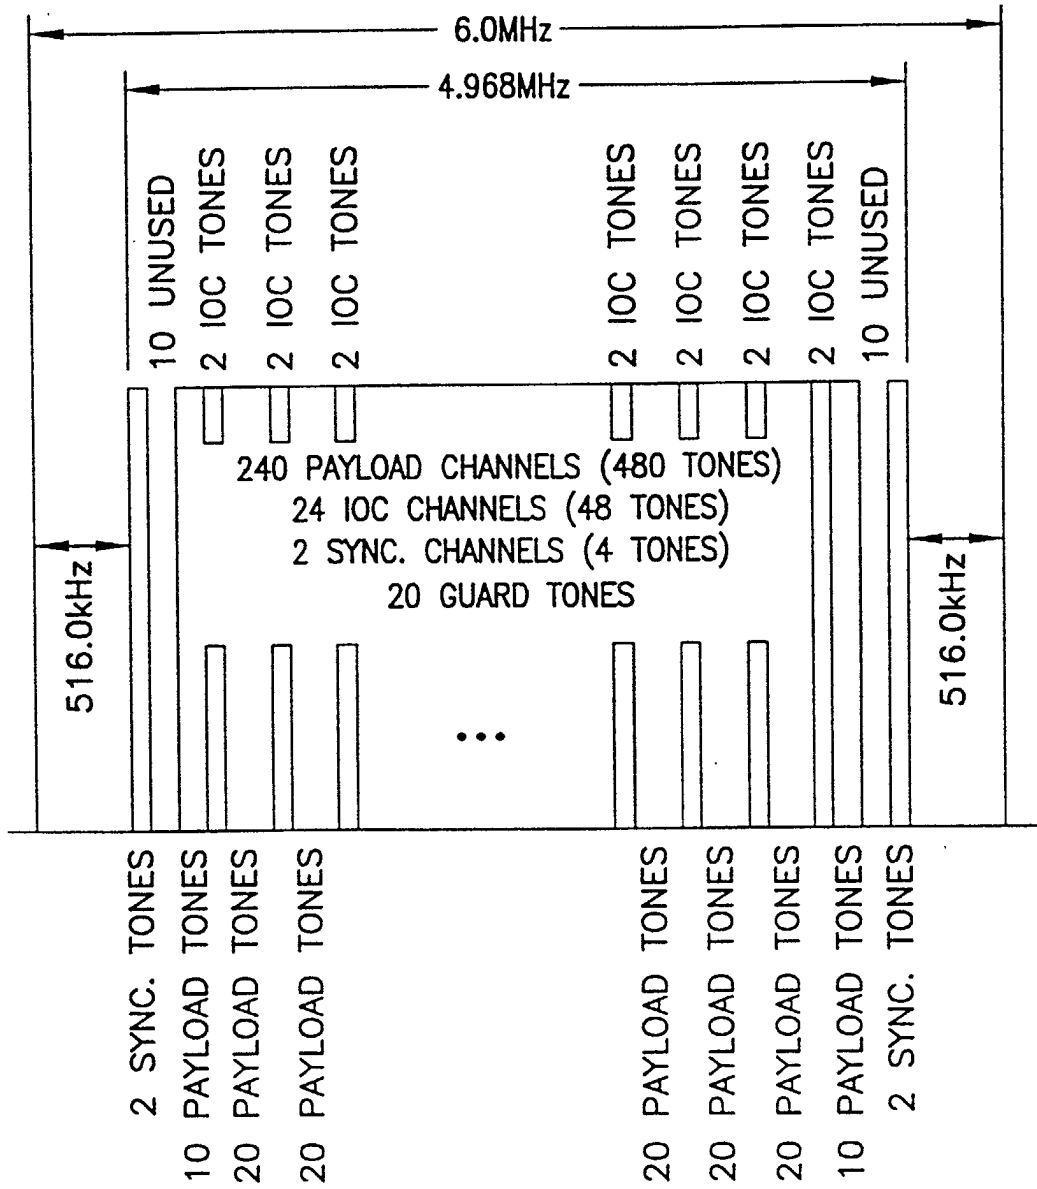 6.0MHz
4.968MHz
10 UNUSED
2 IOC TONES
2 IOC TONES
2 IOC TONES
2 IOC TONES
2 IOC TONES
2 IOC TONES
2 IOC TONES
10 UNUSED
240 PAYLOAD CHANNELS (480 TONES)
24 IOC CHANNELS (48 TONES)
2 SYNC. CHANNELS (4 TONES)
20 GUARD TONES
516.0kHz
516.0kHz
•••
2 SYNC. TONES
10 PAYLOAD TONES
20 PAYLOAD TONES
20 PAYLOAD TONES
20 PAYLOAD TONES
20 PAYLOAD TONES
20 PAYLOAD TONES
10 PAYLOAD TONES
2 SYNC. TONES